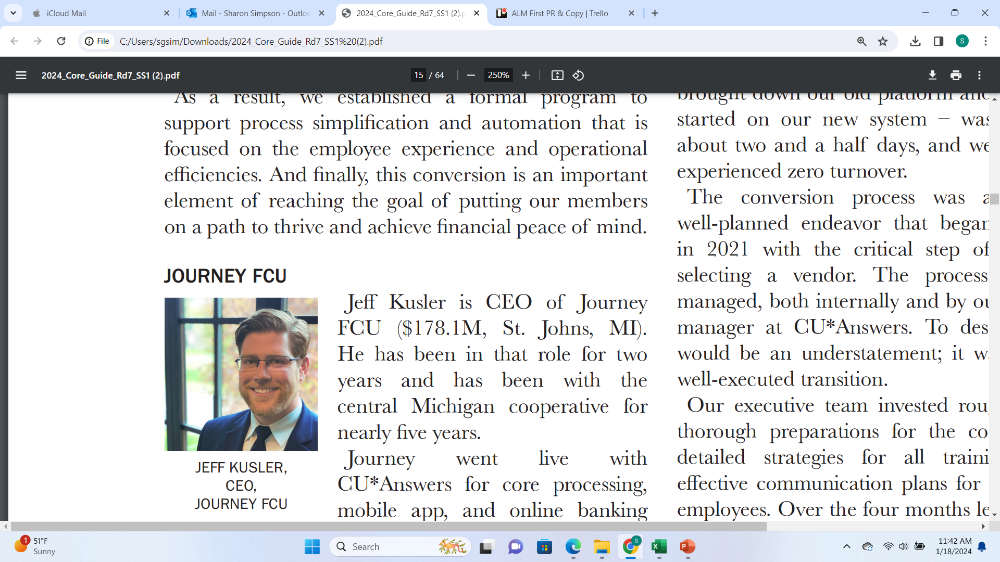 iCloud Mail
Mail - Sharon Simpson - Outloo
2024_Core_Guide_Rd7_SS1 (2).p
ALM First PR & Copy | Trello
File
C:/Users/sgsim/Downloads/2024_Core_Guide_Rd7_SS1%20(2).pdf
S
2024_Core_Guide_Rd7_SS1 (2).pdf
15 / 64
250%
As a result, we established a formal program to
support process simplification and automation that is
focused on the employee experience and operational
efficiencies. And finally, this conversion is an important
element of reaching the goal of putting our members
on a path to thrive and achieve financial peace of mind.
JOURNEY FCU
JEFF KUSLER,
CEO,
JOURNEY FCU
Jeff Kusler is CEO of Journey
FCU ($178.1M, St. Johns, MI).
He has been in that role for two
years and has been with the
central Michigan cooperative for
nearly five years.
Journey went live with
CU*Answers for core processing,
mobile app, and online banking
brought down our old platform and
started on our new system – was
about two and a half days, and we
experienced zero turnover.
The conversion process was a
well-planned endeavor that began
in 2021 with the critical step of
selecting a vendor. The process
managed, both internally and by ou
manager at CU*Answers. To des
would be an understatement; it wa
well-executed transition.
Our executive team invested rou
thorough preparations for the co
detailed strategies for all traini
effective communication plans for
employees. Over the four months le
1
51°F
Sunny
Search
S
11:42 AM
1/18/2024